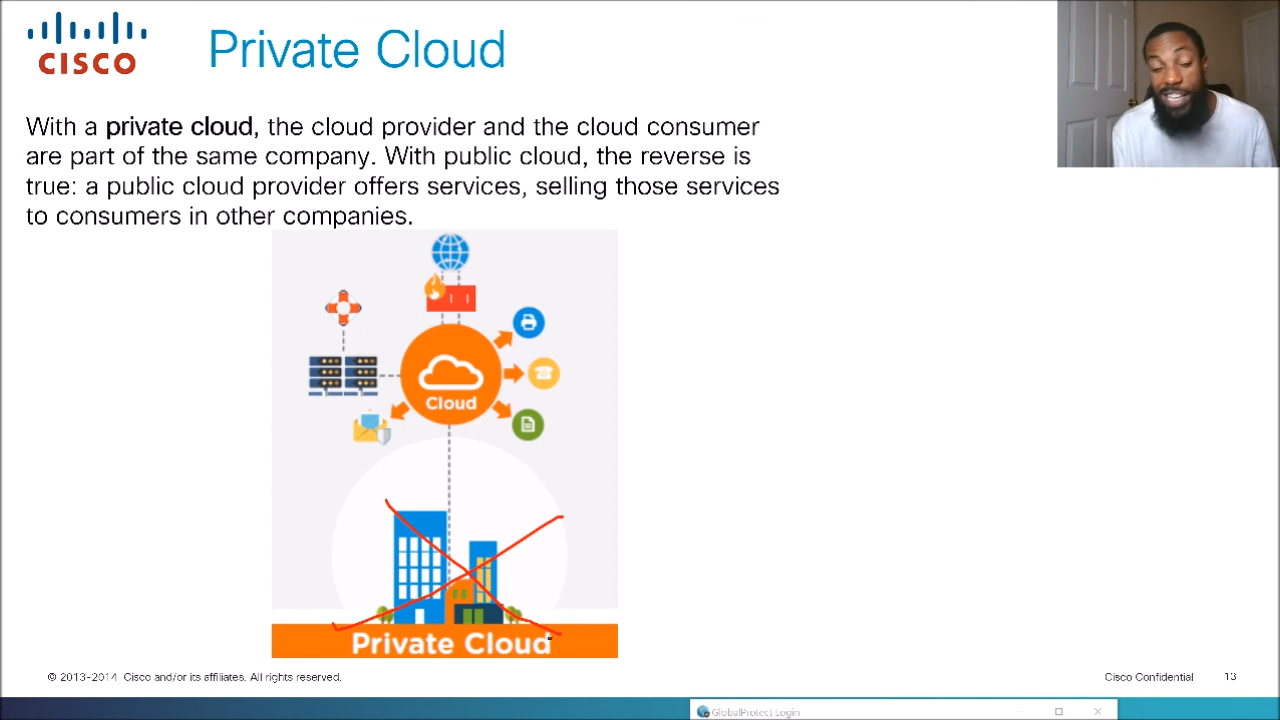 CISCO
Private Cloud
With a private cloud, the cloud provider and the cloud consumer
are part of the same company. With public cloud, the reverse is
true: a public cloud provider offers services, selling those services
to consumers in other companies.
Cloud
Private Cloud
© 2013-2014 Cisco and/or its affiliates. All rights reserved.
Cisco Confidential
13
GlobalProtect Login